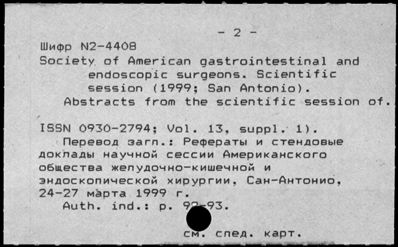 - 2 -
Шифр N2-4408
Society of American gastrointestinal and
endoscopic surgeons. Scientific
session (1999; San Antonio).
Abstracts from the scientific session of.
ISSN 0930-2794; Vol. 13, suppl. 1).
Перевод загл.: Рефераты и стендовые
доклады научной сессии Американского
общества желудочно-кишечной и
эндоскопической хирургии, Сан-Антонио,
24-27 марта 1999 г.
Auth. ind.: p. -93.
см. след. карт.